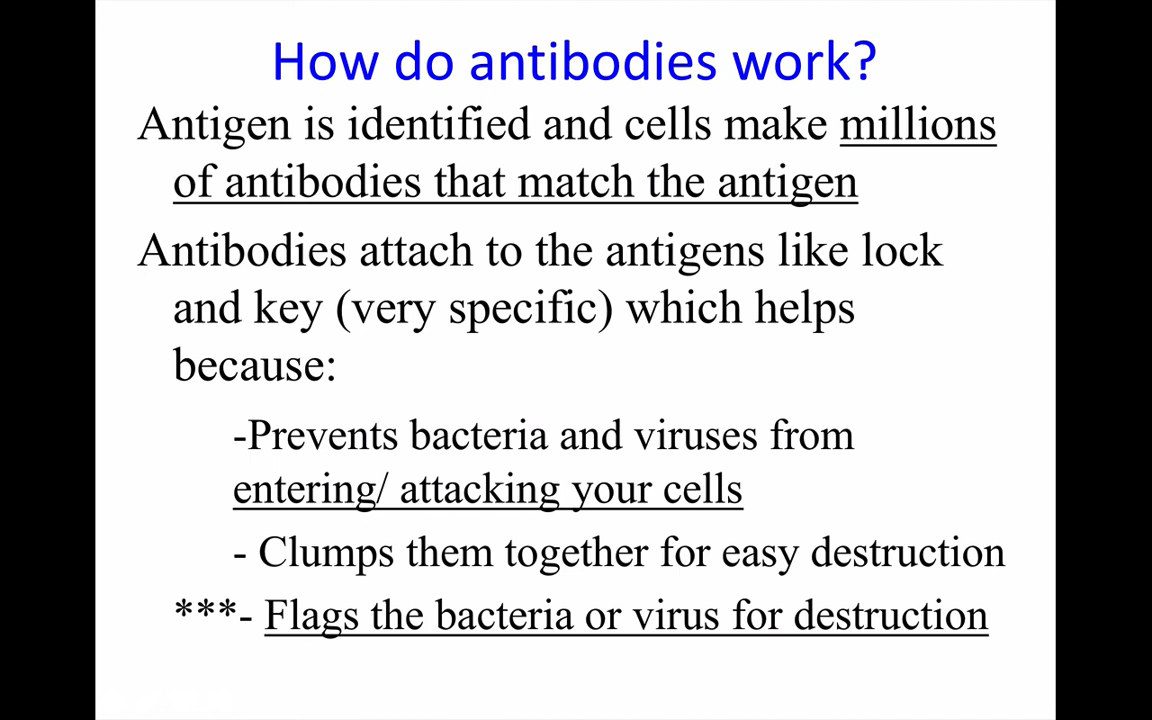 How do antibodies work?
Antigen is identified and cells make millions
of antibodies that match the antigen
Antibodies attach to the antigens like lock
and key (very specific) which helps
because:
-Prevents bacteria and viruses from
entering/ attacking your cells
- Clumps them together for easy destruction
***- Flags the bacteria or virus for destruction